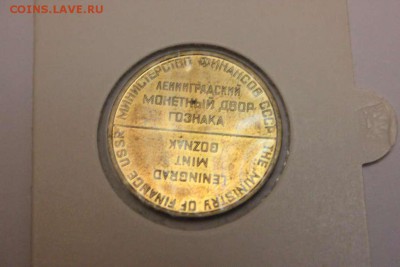 COINS.LAVE.RU
МИНИСТЕРСТВО ФИНАНСОВ СССР
ЛЕНИНГРАДСКИЙ
МОНЕТНЫЙ ДВОР
ГОЗНАКА
THE MINISTRY OF FINANCE USSR
LENINGRAD
MINT
GOZNAK